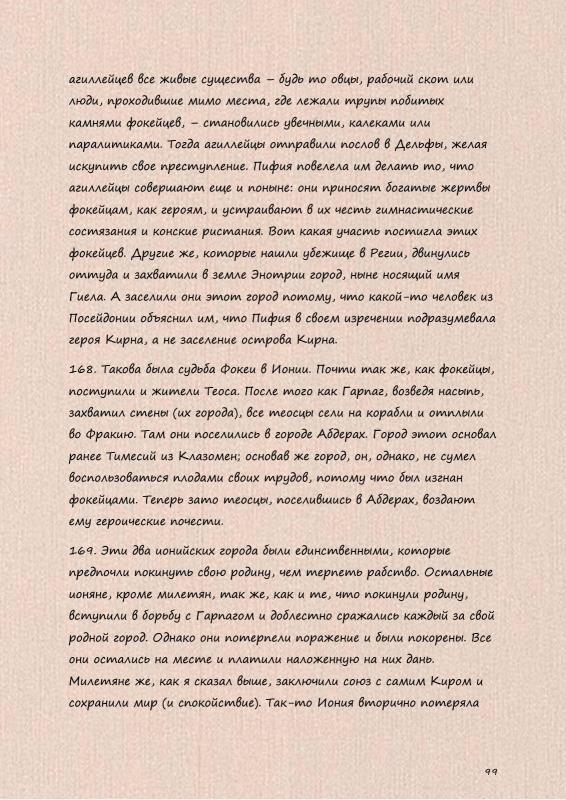 агиллейцев все живые существа – будь то овцы, рабочий скот или
люди, проходившие мимо места, где лежали трупы побитых
камнями фокейцев, – становились увечными, калеками или
паралитиками. Тогда агиллейцы отправили послов в Дельфы, желая
искупить свое преступление. Пифия повелела им делать то, что
агиллейцы совершают еще и поныне: они приносят богатые жертвы
фокейцам, как героям, и устраивают в их честь гимнастические
состязания и конские ристания. Вот какая участь постигла этих
фокейцев. Другие же, которые нашли убежище в Регии, двинулись
оттуда и захватили в земле Энотрии город, ныне носящий имя
Гиела. А заселили они этот город потому, что какой-то человек из
Посейдонии объяснил им, что Пифия в своем изречении подразумевала
героя Кирна, а не заселение острова Кирна.
168. Такова была судьба Фокеи в Ионии. Почти так же, как фокейцы,
поступили и жители Теоса. После того как Гарпаг, возведя насыпь,
захватил стены (их города), все теосцы сели на корабли и отплыли
во Фракию. Там они поселились в городе Абдерах. Город этот основал
ранее Тимесий из Клазомен; основав же город, он, однако, не сумел
воспользоваться плодами своих трудов, потому что был изгнан
фокейцами. Теперь зато теосцы, поселившись в Абдерах, воздают
ему героические почести.
169. Эти два ионийских города были единственными, которые
предпочли покинуть свою родину, чем терпеть рабство. Остальные
ионяне, кроме милетян, так же, как и те, что покинули родину,
вступили в борьбу с Гарпагом и доблестно сражались каждый за свой
родной город. Однако они потерпели поражение и были покорены. Все
они остались на месте и платили наложенную на них дань.
Милетяне же, как я сказал выше, заключили союз с самим Киром и
сохранили мир (и спокойствие). Так-то Иония вторично потеряла
99